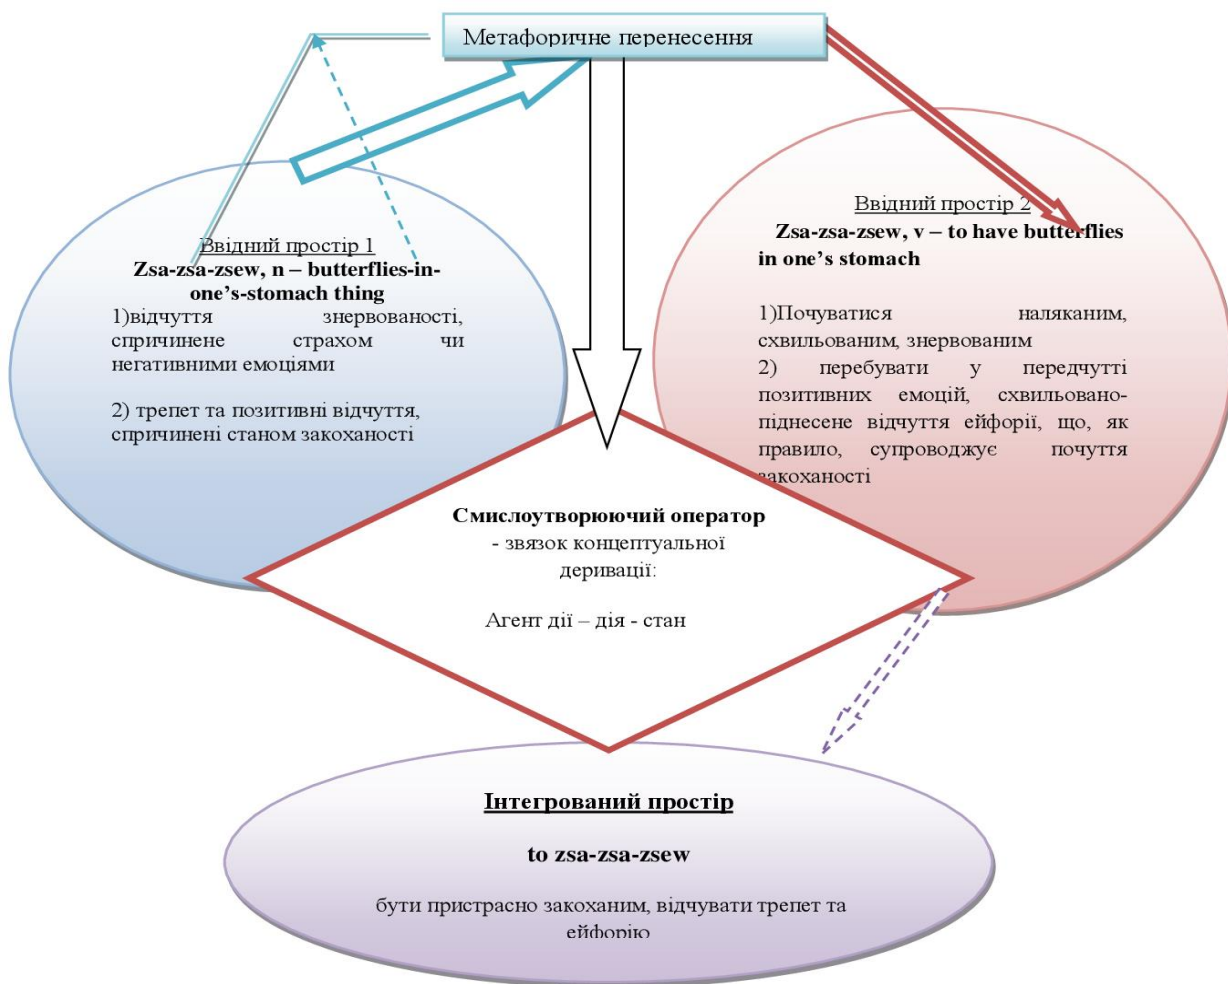 Метафоричне перенесення
Ввідний простір 1
Zsa-zsa-zsew, n – butterflies-in-
one's-stomach thing
1)відчуття знервованості,
спричинене страхом чи
негативними емоціями
2) трепет та позитивні відчуття,
спричинені станом закоханості
Ввідний простір 2
Zsa-zsa-zsew, v – to have butterflies
in one's stomach
1)Почуватися наляканим,
схвильованим, знервованим
2) перебувати у передчутті
позитивних емоцій, схвильовано-
піднесене відчуття ейфорії, що, як
правило, супроводжує почуття
закоханості
Смислоутворюючий оператор
- звязок концептуальної
деривації:
Агент дії – дія - стан
Інтегрований простір
to zsa-zsa-zsew
бути пристрасно закоханим, відчувати трепет та
ейфорію